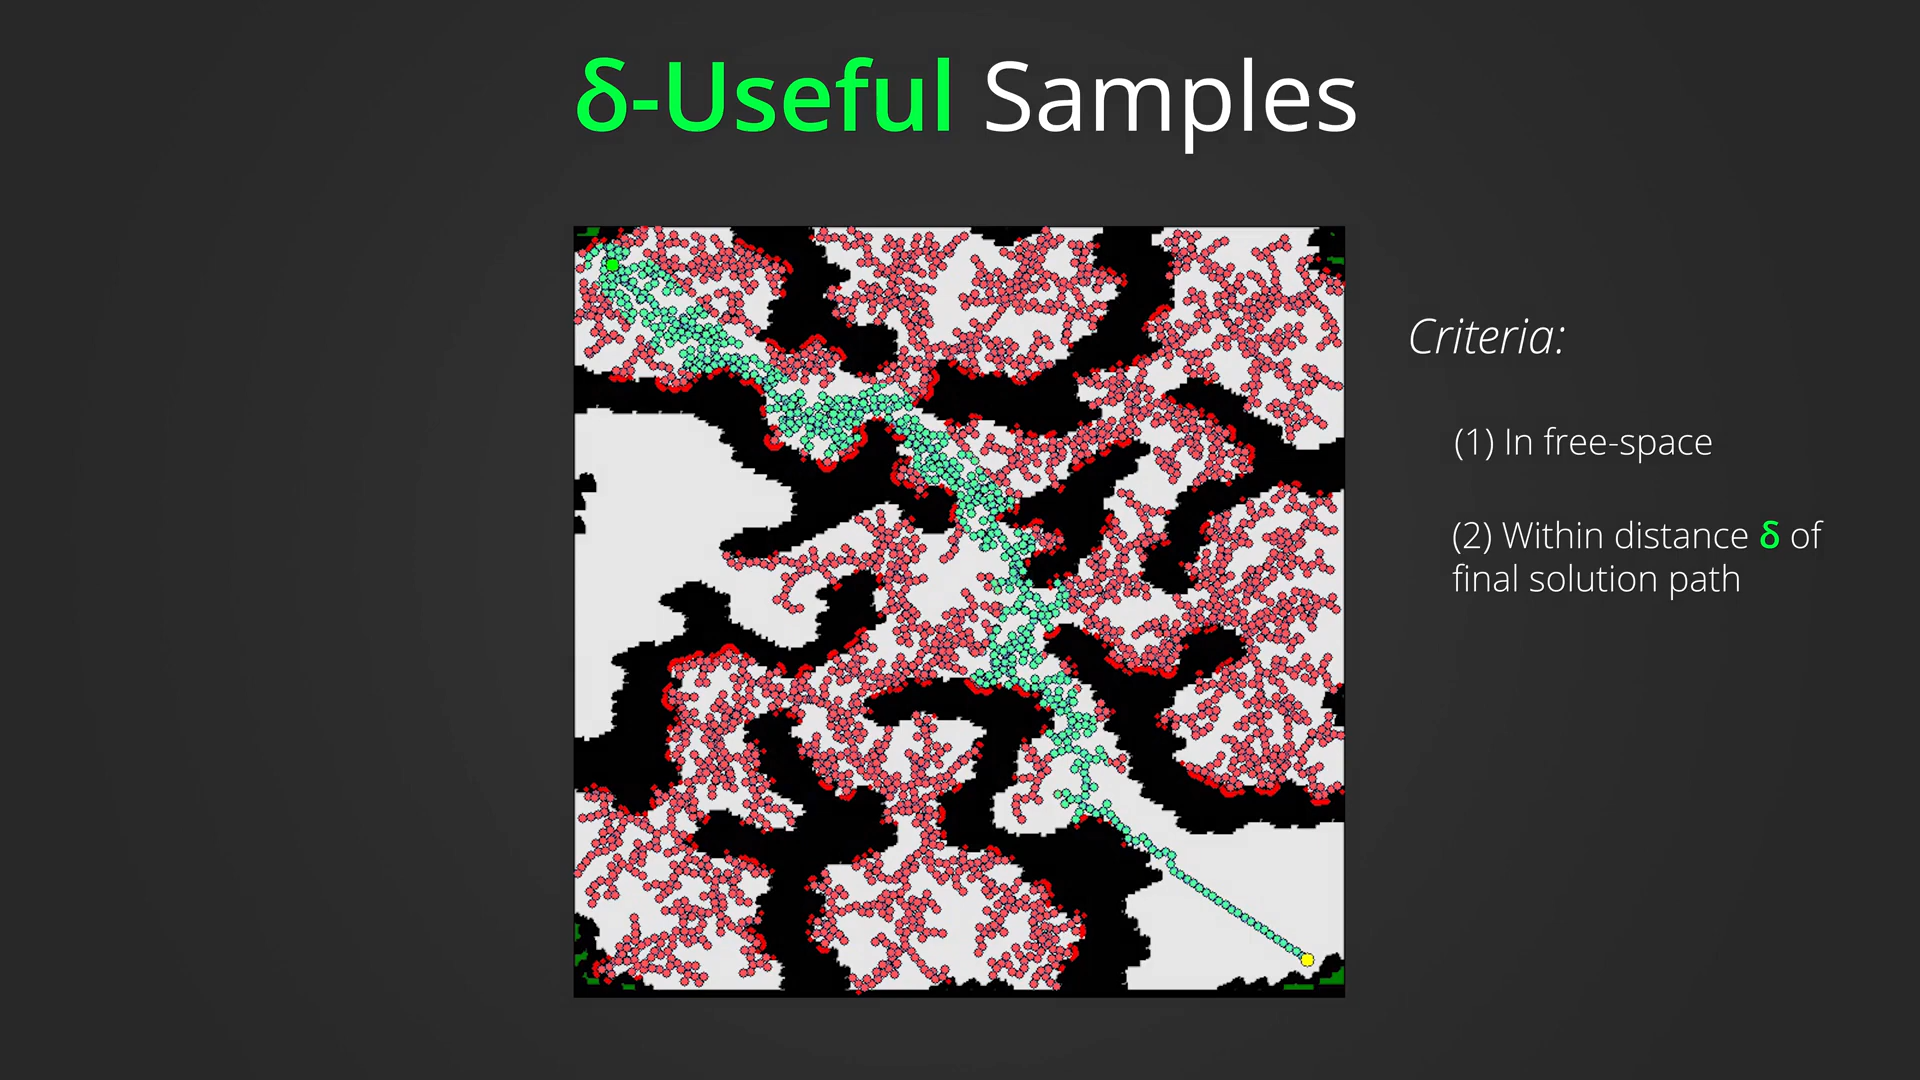 δ-Useful Samples
Criteria:
(1) In free-space
(2) Within distance δ of
final solution path